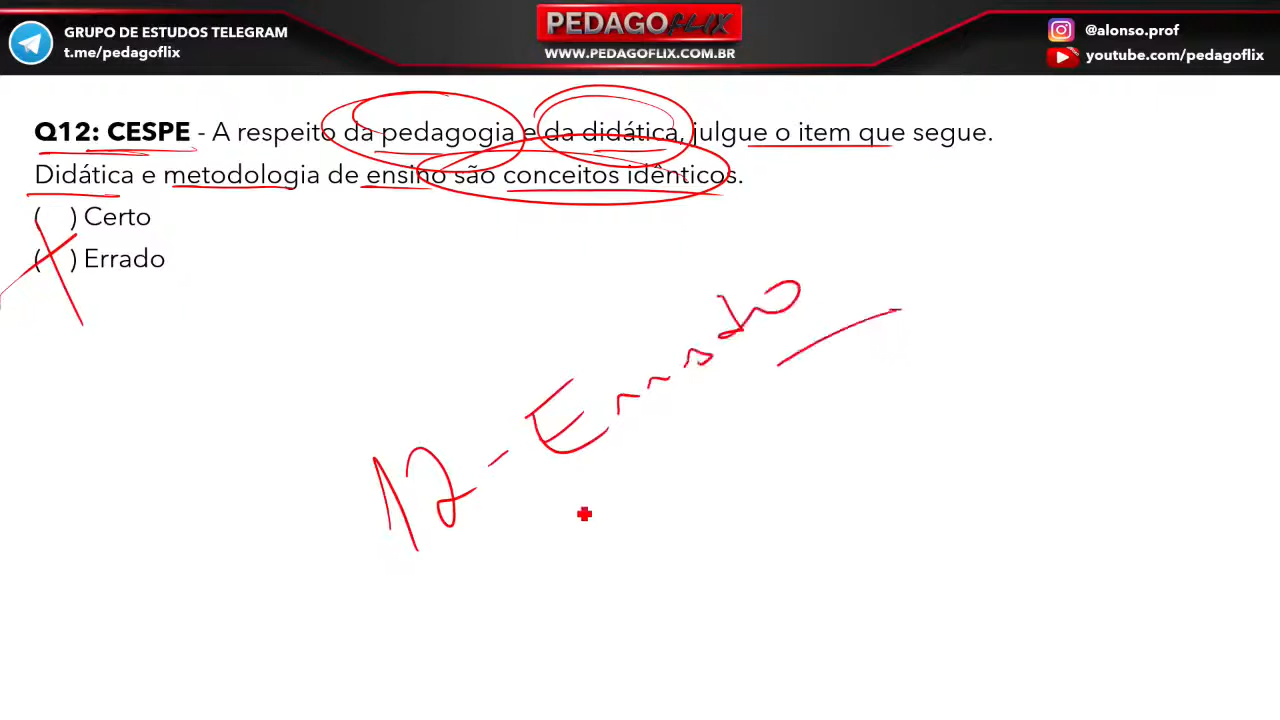 GRUPO DE ESTUDOS TELEGRAM
t.me/pedagoflix
PEDAGOFLIX
WWW.PEDAGOFLIX.COM.BR
@alonso.prof
youtube.com/pedagoflix
Q12: CESPE - A respeito da pedagogia e da didática, julgue o item que segue.
Didática e metodologia de ensino são conceitos idênticos.
( ) Certo
( ) Errado
12 - Errado